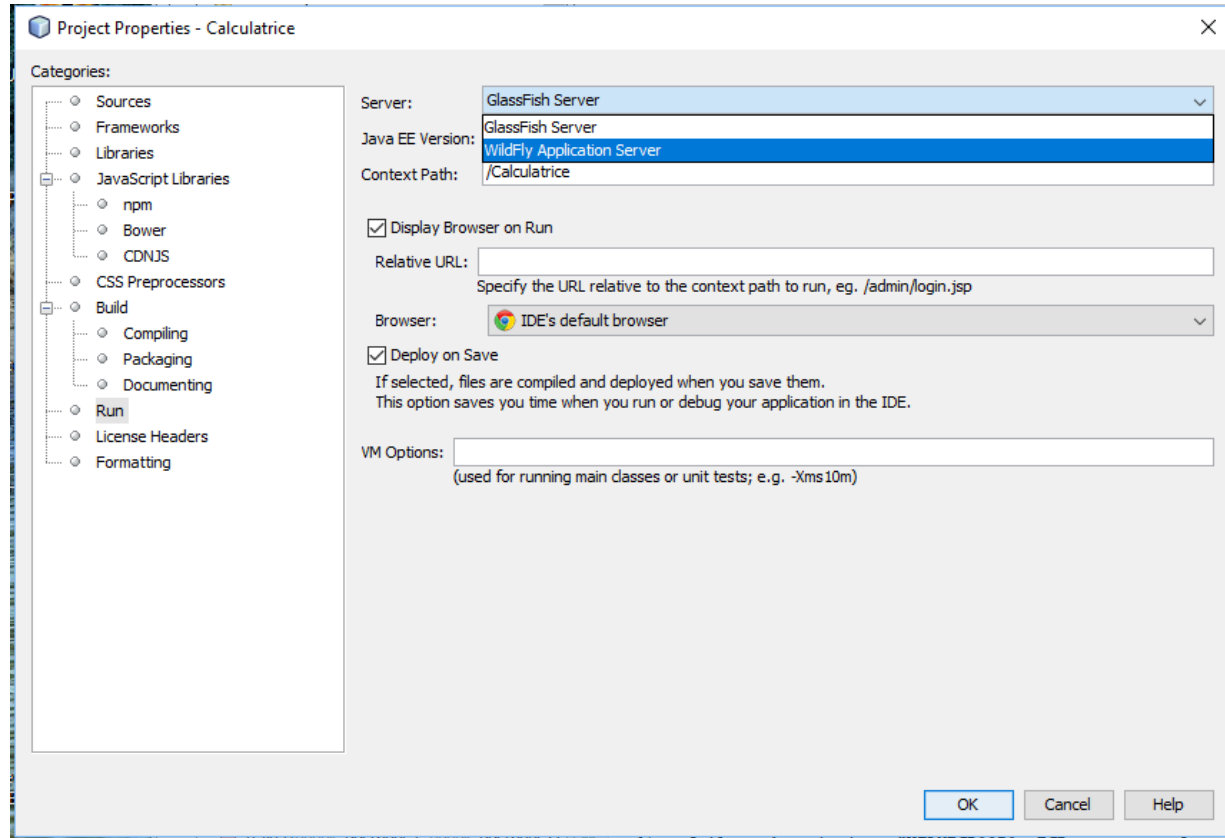 Project Properties - Calculatrice
Categories:
Sources
Frameworks
Libraries
JavaScript Libraries
npm
Bower
CDNJS
CSS Preprocessors
Build
Compiling
Packaging
Documenting
Run
License Headers
Formatting
Server: GlassFish Server
GlassFish Server
Java EE Version:
WildFly Application Server
Context Path: /Calculatrice
Display Browser on Run
Relative URL:
Specify the URL relative to the context path to run, eg. /admin/login.jsp
Browser: IDE's default browser
Deploy on Save
If selected, files are compiled and deployed when you save them.
This option saves you time when you run or debug your application in the IDE.
VM Options:
(used for running main classes or unit tests; e.g. -Xms10m)
OK Cancel Help